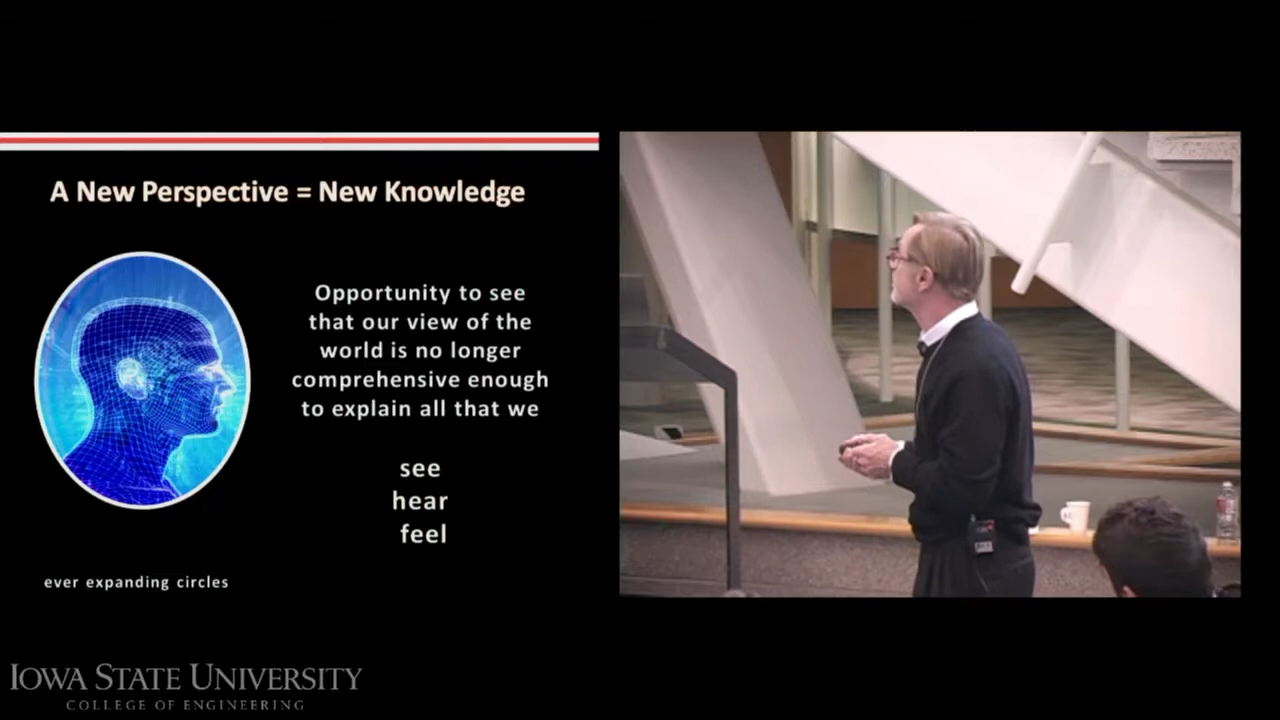 A New Perspective = New Knowledge
Opportunity to see
that our view of the
world is no longer
comprehensive enough
to explain all that we
see
hear
feel
ever expanding circles
IOWA STATE UNIVERSITY
COLLEGE OF ENGINEERING